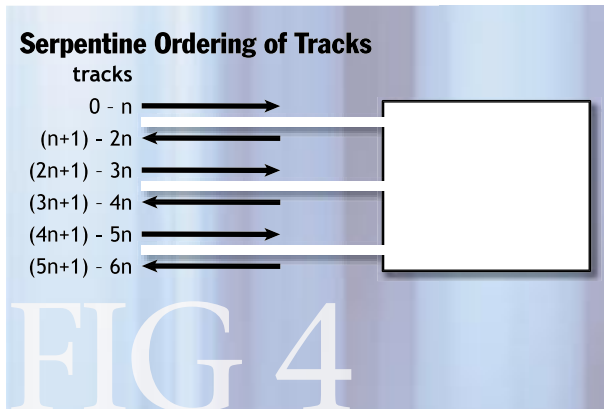 Serpentine Ordering of Tracks
tracks
0 - n
(n+1) - 2n
(2n+1) - 3n
(3n+1) - 4n
(4n+1) - 5n
(5n+1) - 6n
FIG 4